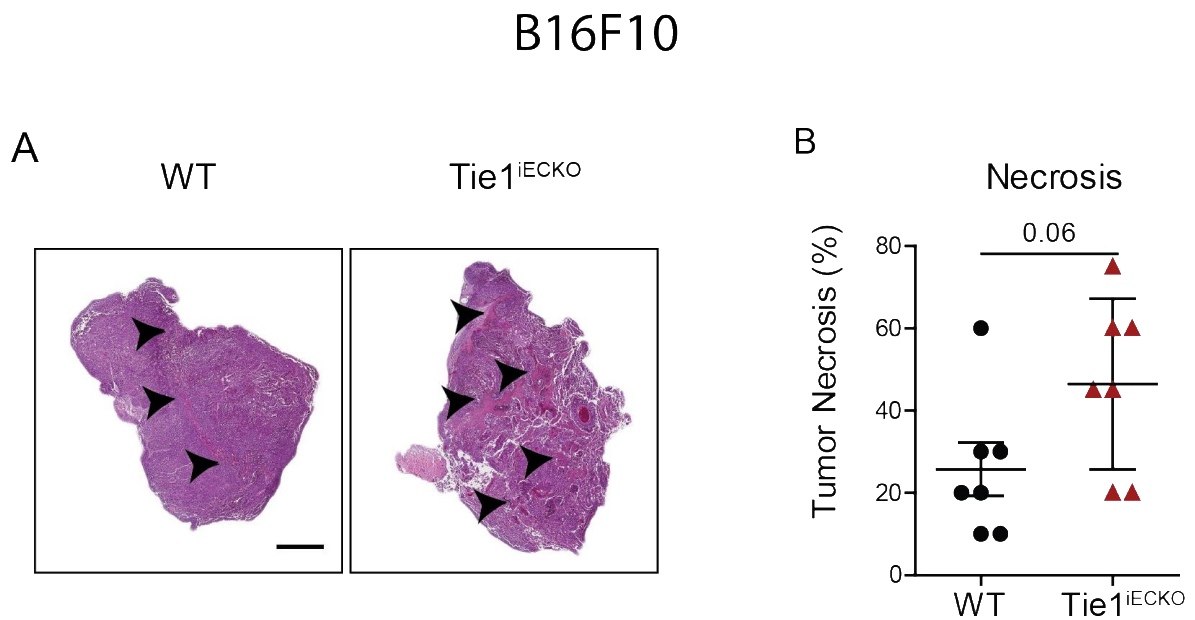 B16F10
A
WT
Tie1iECKO
B
Necrosis
0.06
Tumor Necrosis (%)
80
60
40
20
0
WT
Tie1iECKO